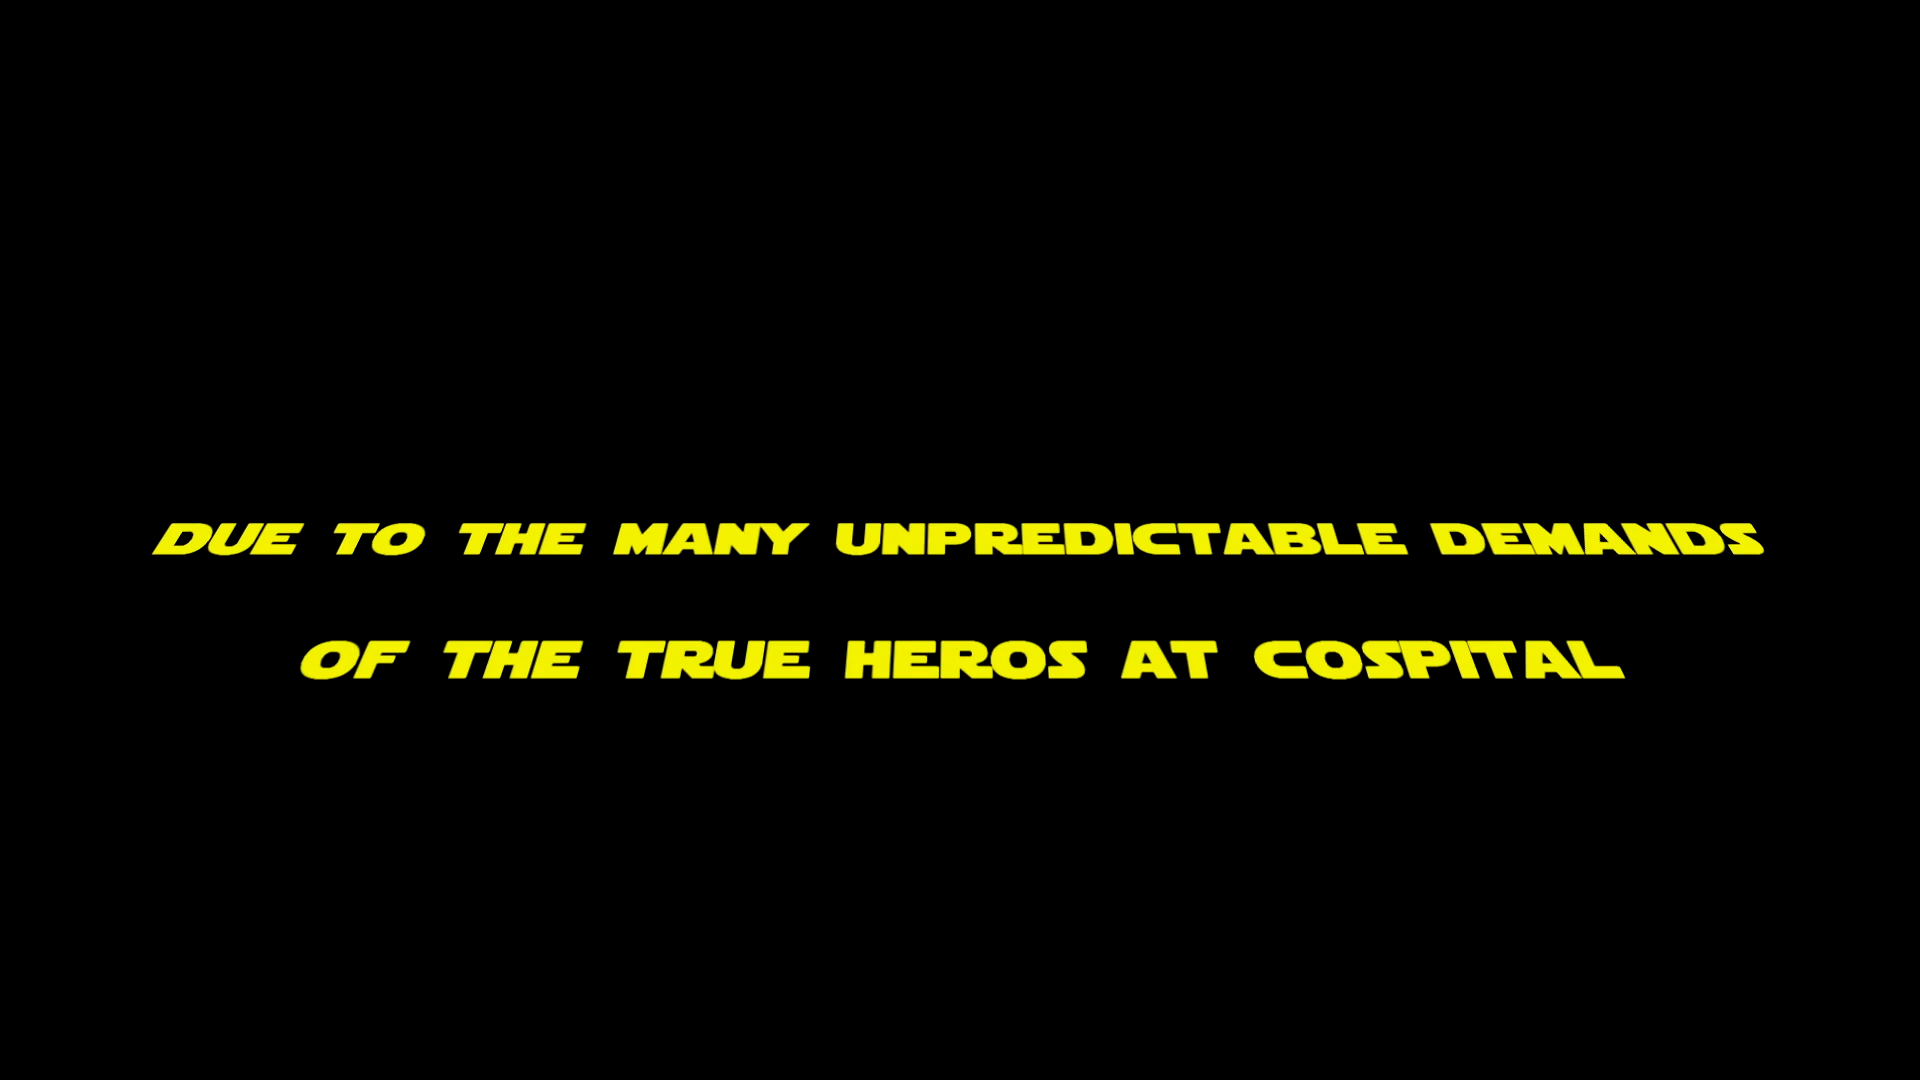 DUE TO THE MANY UNPREDICTABLE DEMANDS
OF THE TRUE HEROS AT COSPITAL